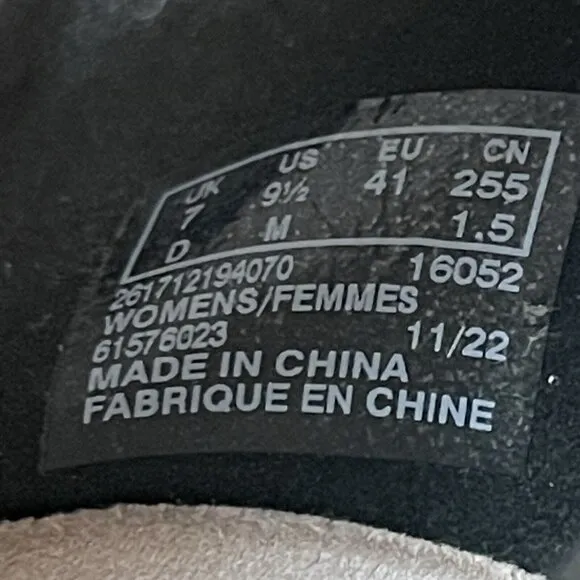 UK US EU CN
7 9½ 41 255
D M 1.5
261712194070 16052
WOMENS/FEMMES
61576023 11/22
MADE IN CHINA
FABRIQUE EN CHINE